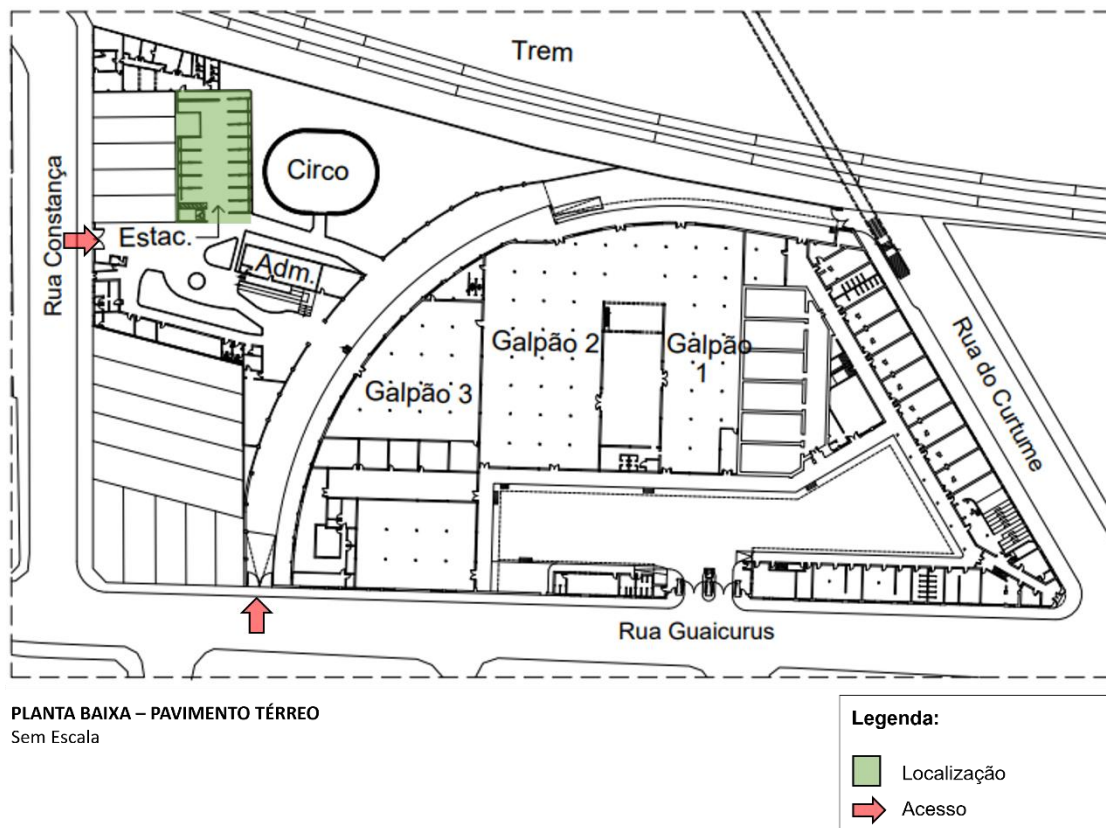 Trem
Circo
Rua Constança
Estac.
Adm.
Galpão 2
Galpão
1
Galpão 3
Rua do Curtume
Rua Guaicurus
PLANTA BAIXA – PAVIMENTO TÉRREO
Sem Escala
Legenda:
Localização
Acesso